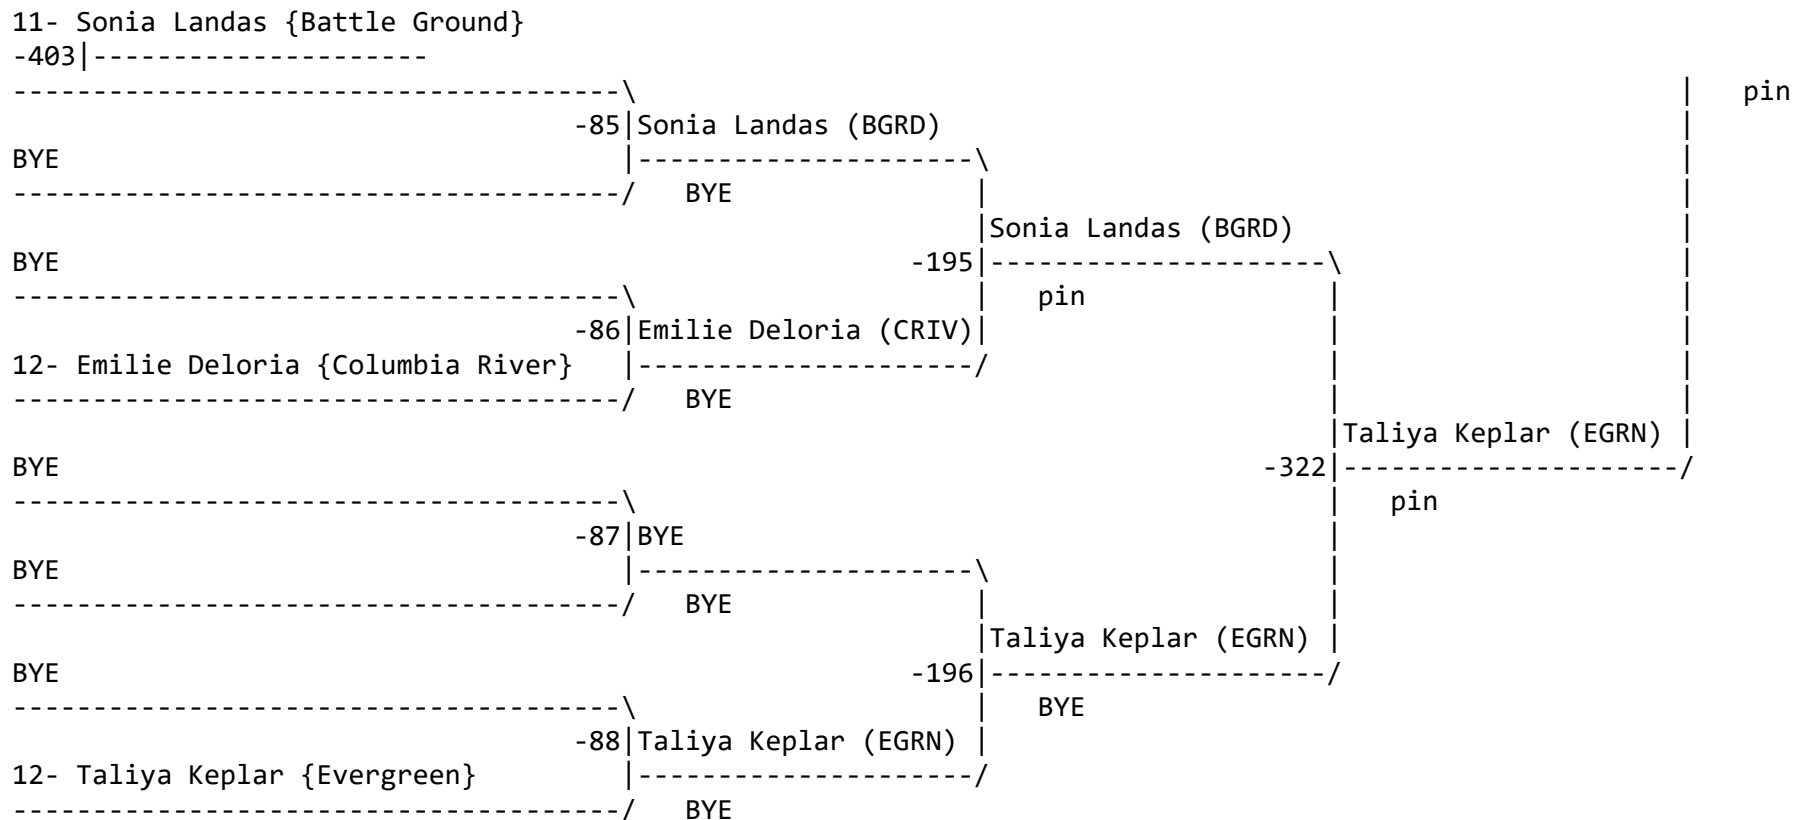 11- Sonia Landas {Battle Ground}
-403|---------------------
--------------------------------------\ | pin
-85|Sonia Landas (BGRD) |
BYE |---------------------\ |
--------------------------------------/ BYE | |
|Sonia Landas (BGRD) |
BYE -195|---------------------\ |
--------------------------------------\ | pin | |
-86|Emilie Deloria (CRIV)| | |
12- Emilie Deloria {Columbia River} |---------------------/ | |
--------------------------------------/ BYE | |
|Taliya Keplar (EGRN) |
BYE -322|---------------------/
--------------------------------------\ | pin
-87|BYE |
BYE |---------------------\ |
--------------------------------------/ BYE | |
|Taliya Keplar (EGRN) |
BYE -196|---------------------/
--------------------------------------\ | BYE
-88|Taliya Keplar (EGRN) |
12- Taliya Keplar {Evergreen} |---------------------/
--------------------------------------/ BYE